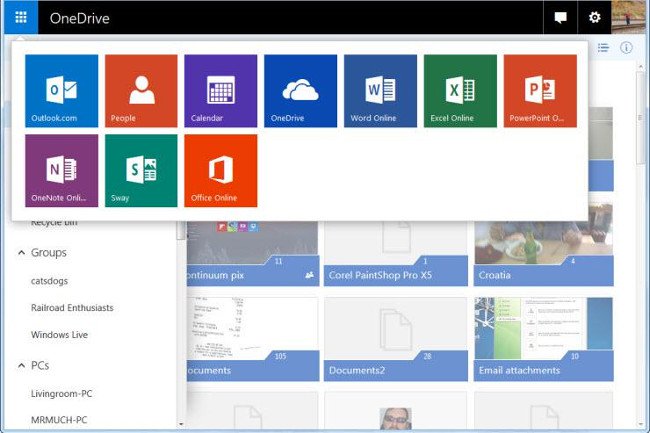 OneDrive
Outlook.com
People
Calendar
OneDrive
Word Online
Excel Online
PowerPoint O...
OneNote Onli...
Sway
Office Online
Recycle bin
Groups
catsdogs
Railroad Enthusiasts
Windows Live
PCs
Livingroom-PC
MRMUCH-PC
11
ontinuum pix
1
Corel PaintShop Pro X5
4
Croatia
105
ocuments
28
Documents2
10
Email attachments